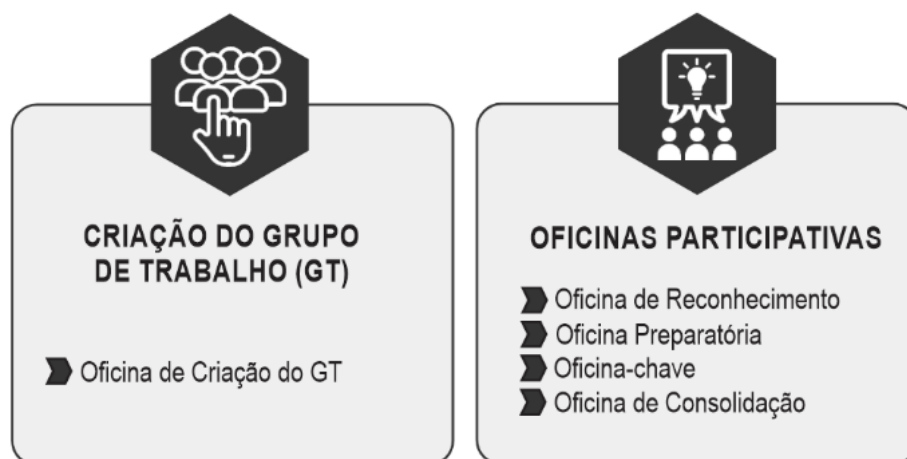 CRIAÇÃO DO GRUPO
DE TRABALHO (GT)
Oficina de Criação do GT
OFICINAS PARTICIPATIVAS
Oficina de Reconhecimento
Oficina Preparatória
Oficina-chave
Oficina de Consolidação